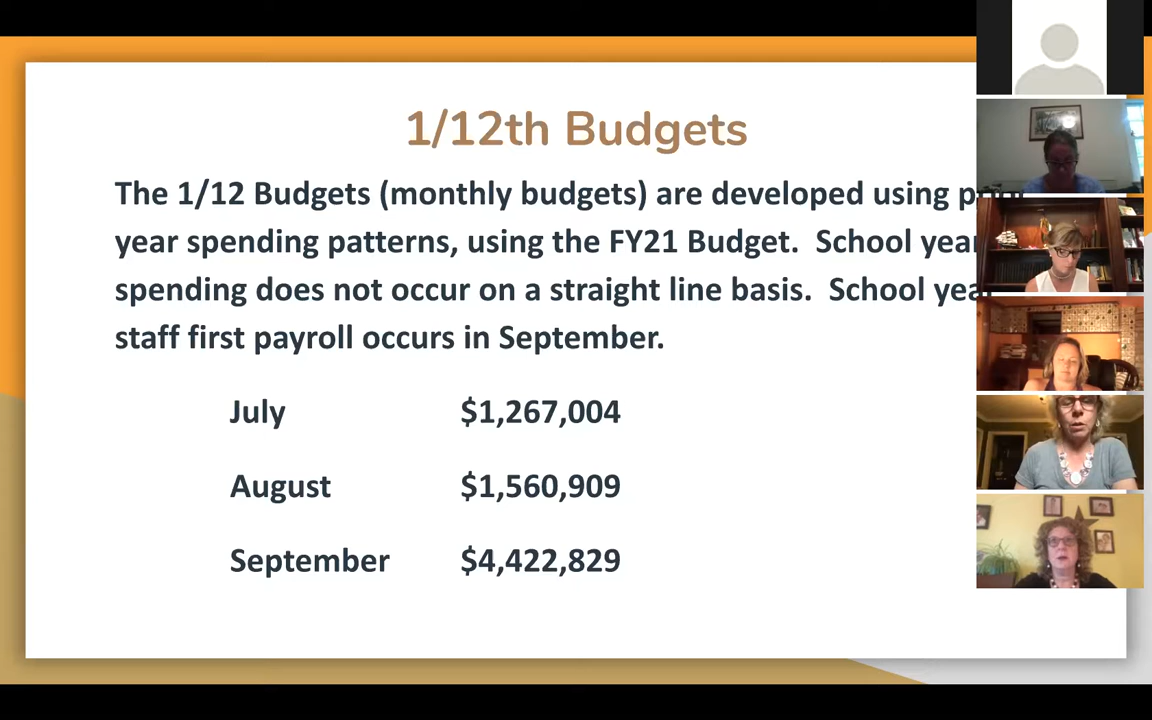 1/12th Budgets
The 1/12 Budgets (monthly budgets) are developed using
year spending patterns, using the FY21 Budget. School year
spending does not occur on a straight line basis. School year
staff first payroll occurs in September.
July $1,267,004
August $1,560,909
September $4,422,829